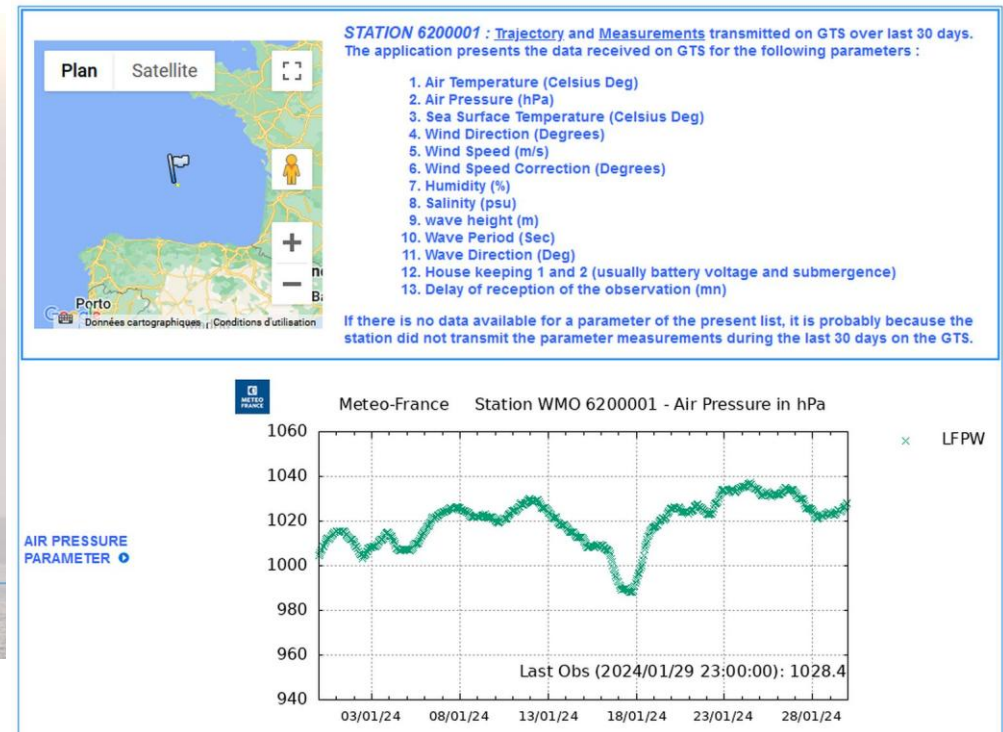 Plan Satellite
Porto
Données cartographiques Conditions d'utilisation
STATION 6200001 : Trajectory and Measurements transmitted on GTS over last 30 days.
The application presents the data received on GTS for the following parameters :
1. Air Temperature (Celsius Deg)
2. Air Pressure (hPa)
3. Sea Surface Temperature (Celsius Deg)
4. Wind Direction (Degrees)
5. Wind Speed (m/s)
6. Wind Speed Correction (Degrees)
7. Humidity (%)
8. Salinity (psu)
9. wave height (m)
10. Wave Period (Sec)
11. Wave Direction (Deg)
12. House keeping 1 and 2 (usually battery voltage and submergence)
13. Delay of reception of the observation (mn)
If there is no data available for a parameter of the present list, it is probably because the
station did not transmit the parameter measurements during the last 30 days on the GTS.
METEO
FRANCE
Meteo-France Station WMO 6200001 - Air Pressure in hPa
LFPW
AIR PRESSURE
PARAMETER
1060
1040
1020
1000
980
960
940
Last Obs (2024/01/29 23:00:00): 1028.4
03/01/24 08/01/24 13/01/24 18/01/24 23/01/24 28/01/24